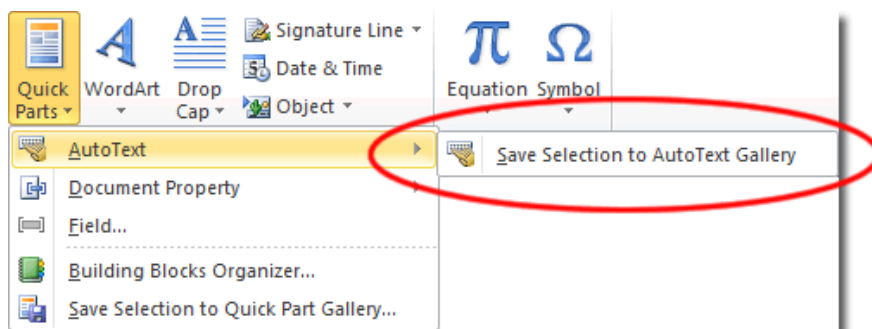 Quick Parts
WordArt
Drop Cap
Signature Line
Date & Time
Object
Equation
Symbol
AutoText
Save Selection to AutoText Gallery
Document Property
Field...
Building Blocks Organizer...
Save Selection to Quick Part Gallery...